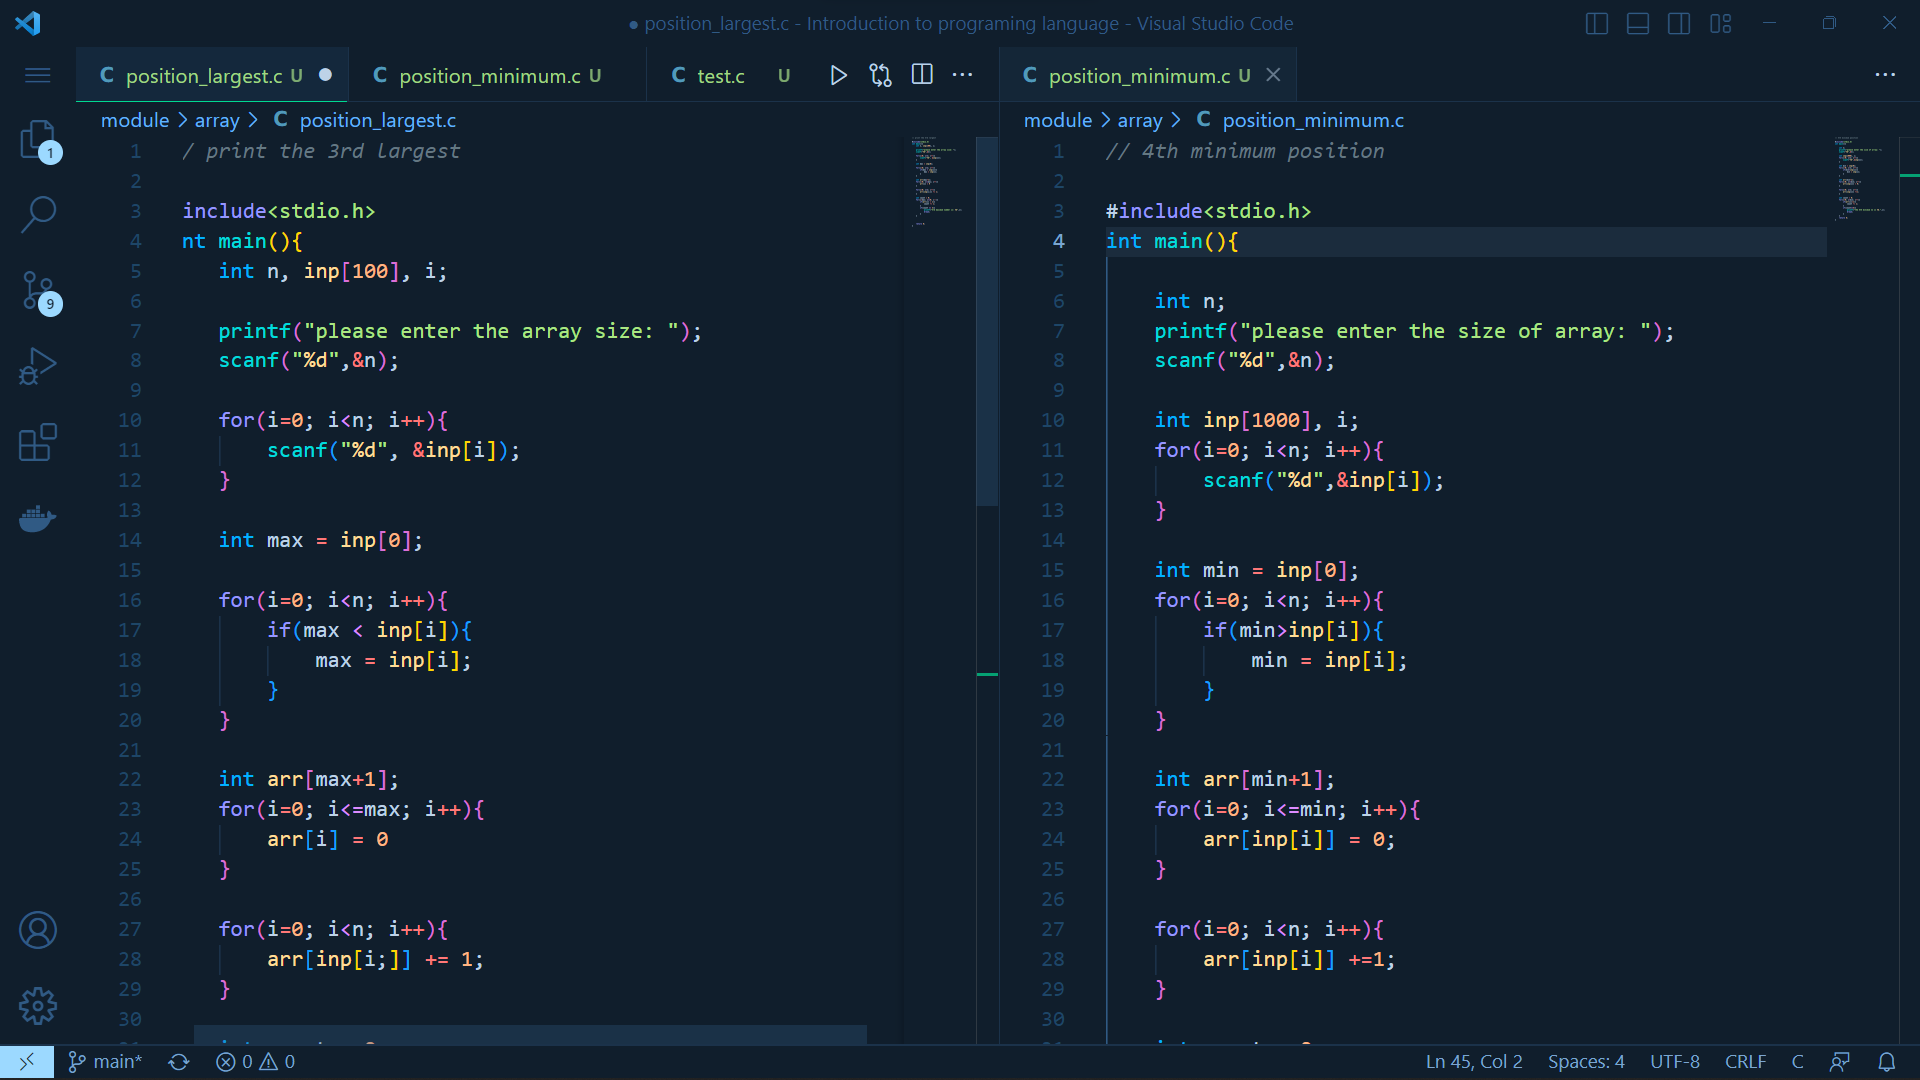 ● position_largest.c - Introduction to programing language - Visual Studio Code
position_largest.c U
position_minimum.c U
test.c U
position_minimum.c U
module > array > C position_largest.c
1 / print the 3rd largest
2
3 include<stdio.h>
4 nt main(){
5 int n, inp[100], i;
6
7 printf("please enter the array size: ");
8 scanf("%d",&n);
9
10 for(i=0; i<n; i++){
11 scanf("%d", &inp[i]);
12 }
13
14 int max = inp[0];
15
16 for(i=0; i<n; i++){
17 if(max < inp[i]){
18 max = inp[i];
19 }
20 }
21
22 int arr[max+1];
23 for(i=0; i<=max; i++){
24 arr[i] = 0
25 }
26
27 for(i=0; i<n; i++){
28 arr[inp[i;]] += 1;
29 }
30
module > array > C position_minimum.c
1 // 4th minimum position
2
3 #include<stdio.h>
4 int main(){
5
6 int n;
7 printf("please enter the size of array: ");
8 scanf("%d",&n);
9
10 int inp[1000], i;
11 for(i=0; i<n; i++){
12 scanf("%d",&inp[i]);
13 }
14
15 int min = inp[0];
16 for(i=0; i<n; i++){
17 if(min>inp[i]){
18 min = inp[i];
19 }
20 }
21
22 int arr[min+1];
23 for(i=0; i<=min; i++){
24 arr[inp[i]] = 0;
25 }
26
27 for(i=0; i<n; i++){
28 arr[inp[i]] +=1;
29 }
30
1
9
main* 0 0
Ln 45, Col 2 Spaces: 4 UTF-8 CRLF C